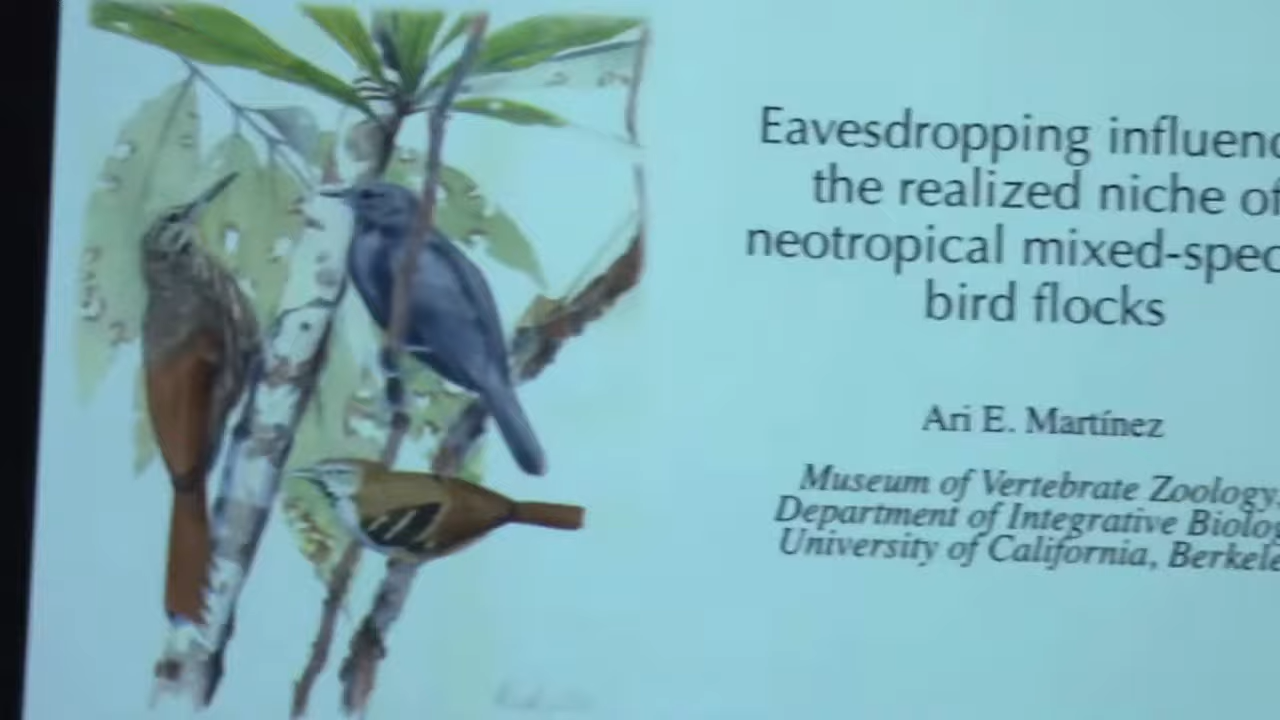 Eavesdropping influenc
the realized niche of
neotropical mixed-spec
bird flocks
Ari E. Martínez
Museum of Vertebrate Zoology,
Department of Integrative Biolog
University of California, Berkele